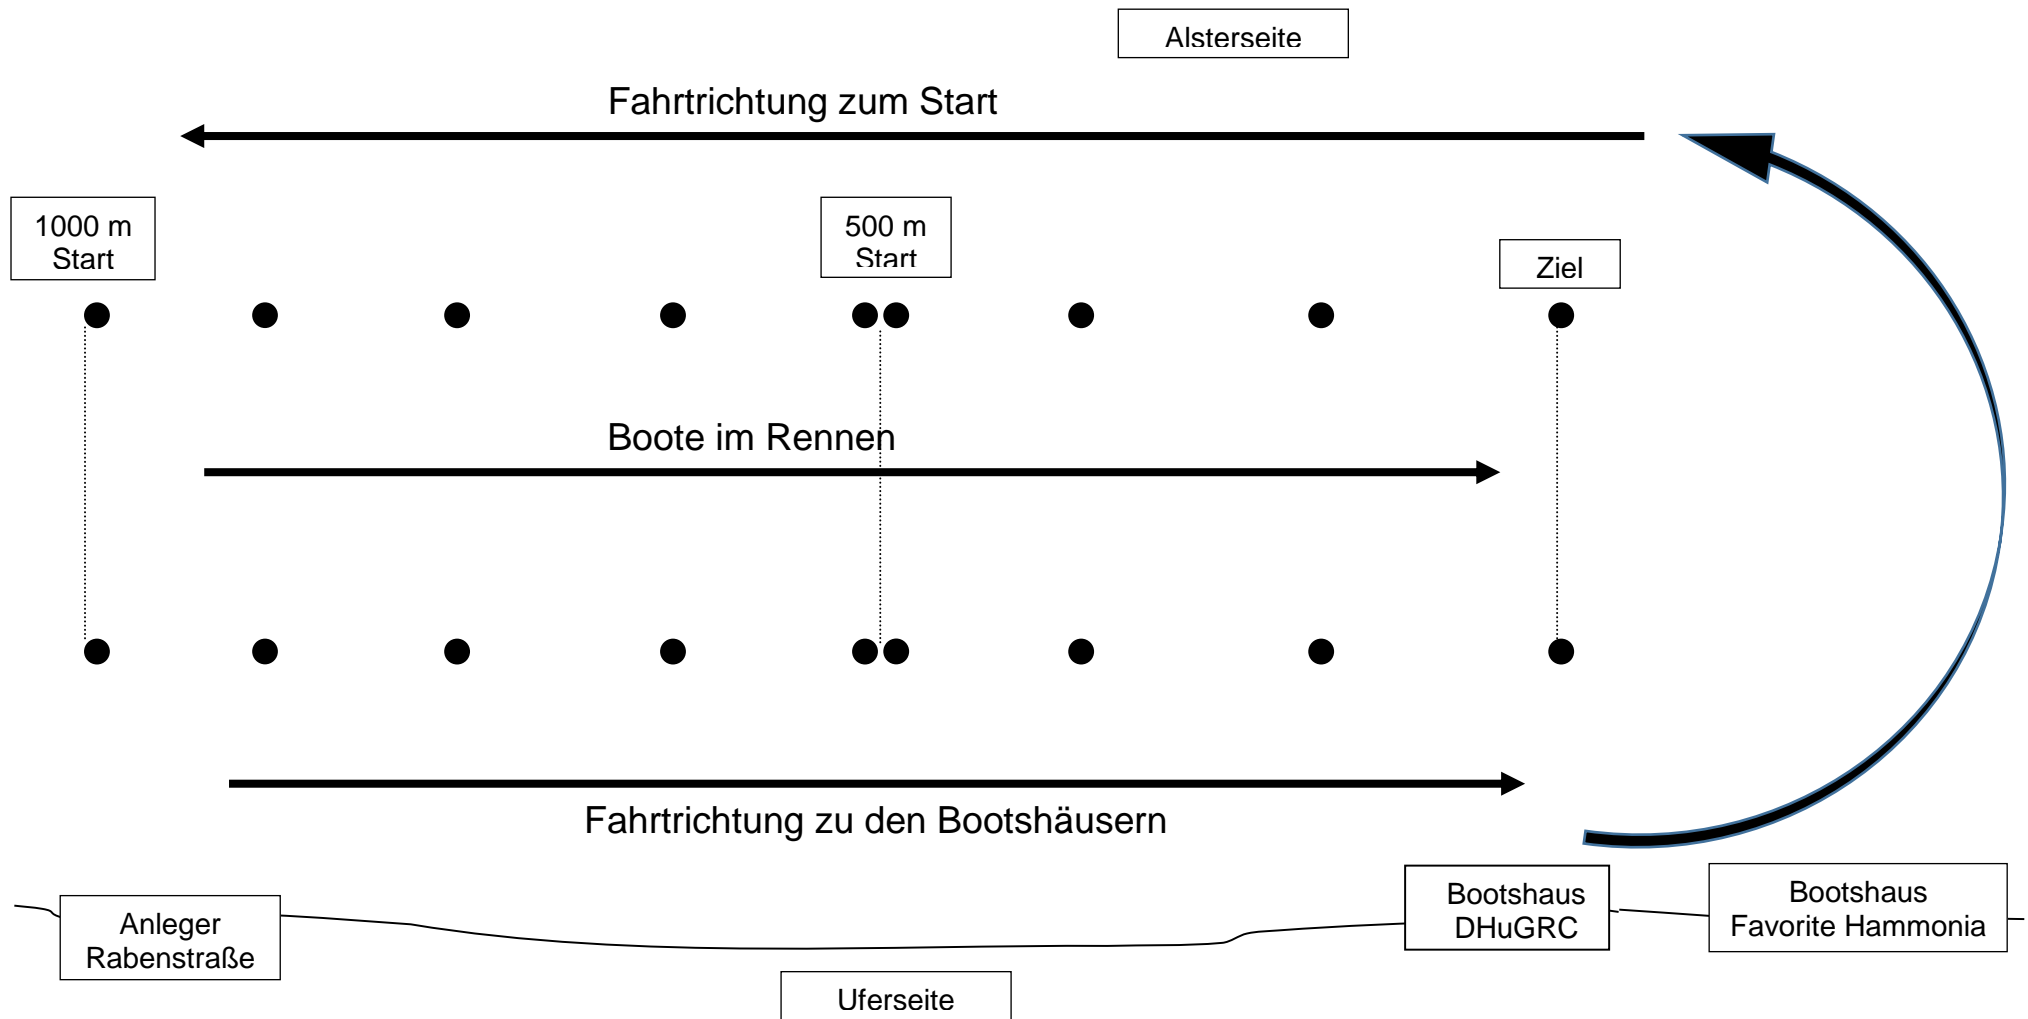 Alsterseite
Fahrtrichtung zum Start
1000 m
Start
500 m
Start
Ziel
Boote im Rennen
Fahrtrichtung zu den Bootshäusern
Anleger
Rabenstraße
Bootshaus
DHuGRC
Bootshaus
Favorite Hammonia
Uferseite